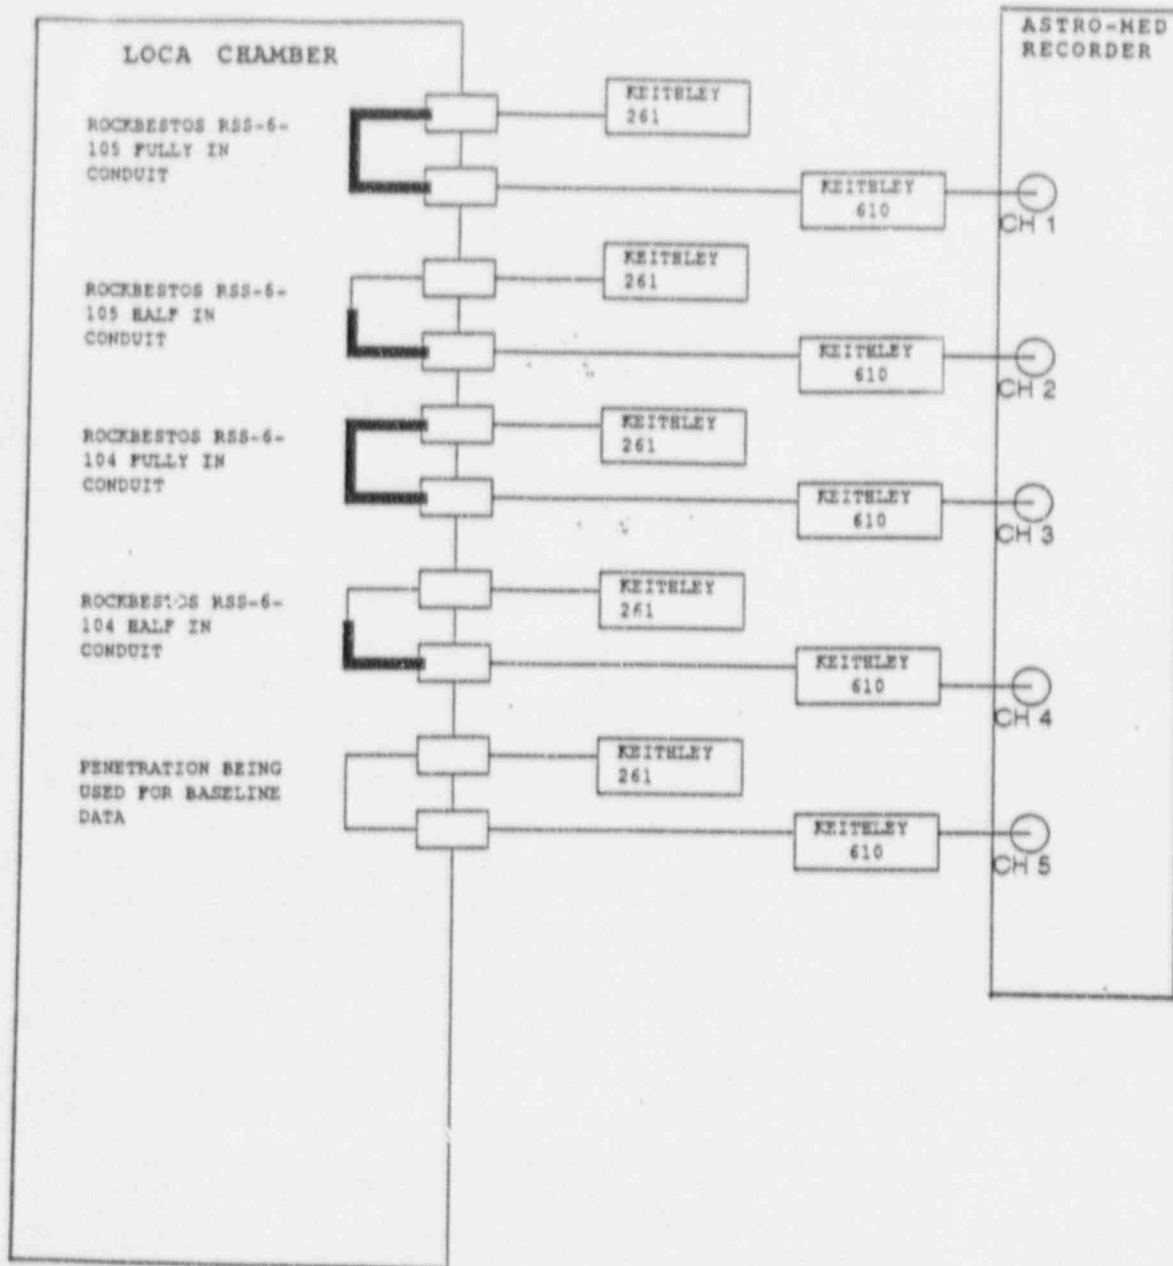 LOCA CHAMBER
ASTRO-MED
RECORDER
ROCKBESTOS RSS-6-
105 FULLY IN
CONDUIT
KEITHLEY
261
KEITHLEY
610
CH 1
ROCKBESTOS RSS-6-
105 HALF IN
CONDUIT
KEITHLEY
261
KEITHLEY
610
CH 2
ROCKBESTOS RSS-6-
104 FULLY IN
CONDUIT
KEITHLEY
261
KEITHLEY
610
CH 3
ROCKBESTOS RSS-6-
104 HALF IN
CONDUIT
KEITHLEY
261
KEITHLEY
610
CH 4
PENETRATION BEING
USED FOR BASELINE
DATA
KEITHLEY
261
KEITHLEY
610
CH 5